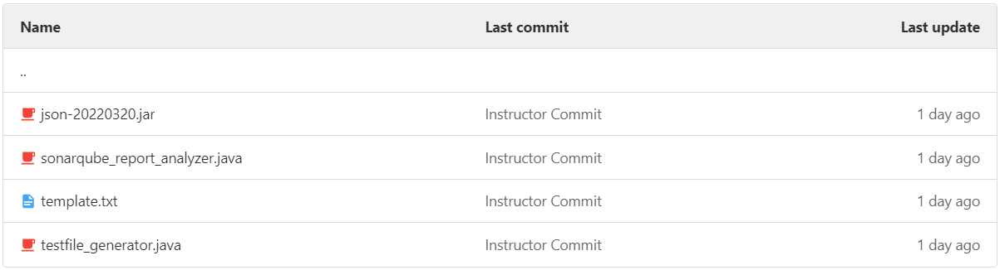 Name Last commit Last update
..
json-20220320.jar Instructor Commit 1 day ago
sonarqube_report_analyzer.java Instructor Commit 1 day ago
template.txt Instructor Commit 1 day ago
testfile_generator.java Instructor Commit 1 day ago